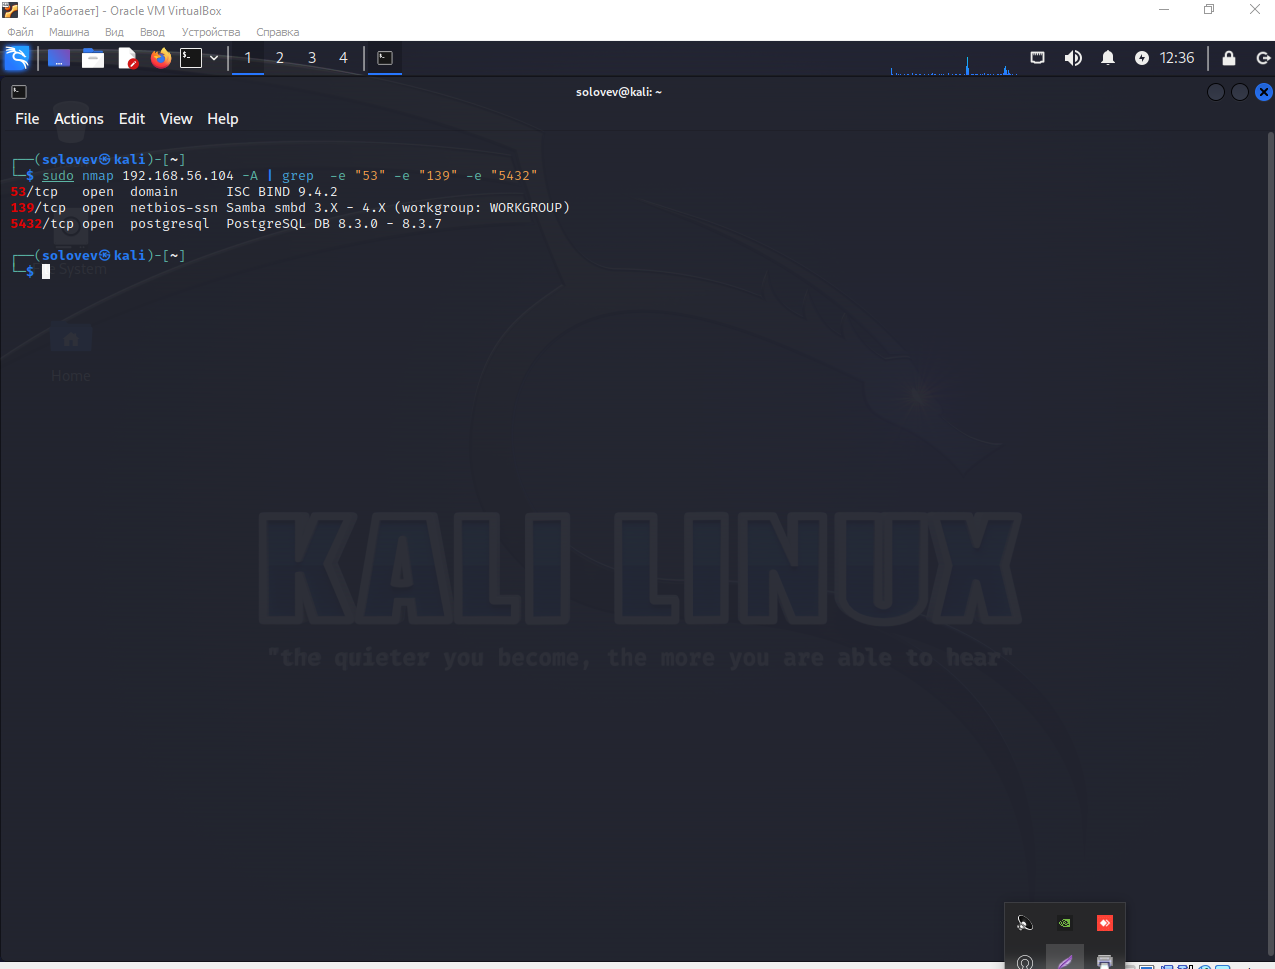 Kai [Работает] - Oracle VM VirtualBox
Файл Машина Вид Ввод Устройства Справка
1 2 3 4 12:36
solovev@kali: ~
File Actions Edit View Help
┌──(solovev㉿kali)-[~]
└─$ sudo nmap 192.168.56.104 -A | grep  -e "53" -e "139" -e "5432"
53/tcp   open  domain      ISC BIND 9.4.2
139/tcp  open  netbios-ssn Samba smbd 3.X - 4.X (workgroup: WORKGROUP)
5432/tcp open  postgresql  PostgreSQL DB 8.3.0 - 8.3.7
┌──(solovev㉿kali)-[~]
└─$
System
Home
KALI LINUX
"the quieter you become, the more you are able to hear"